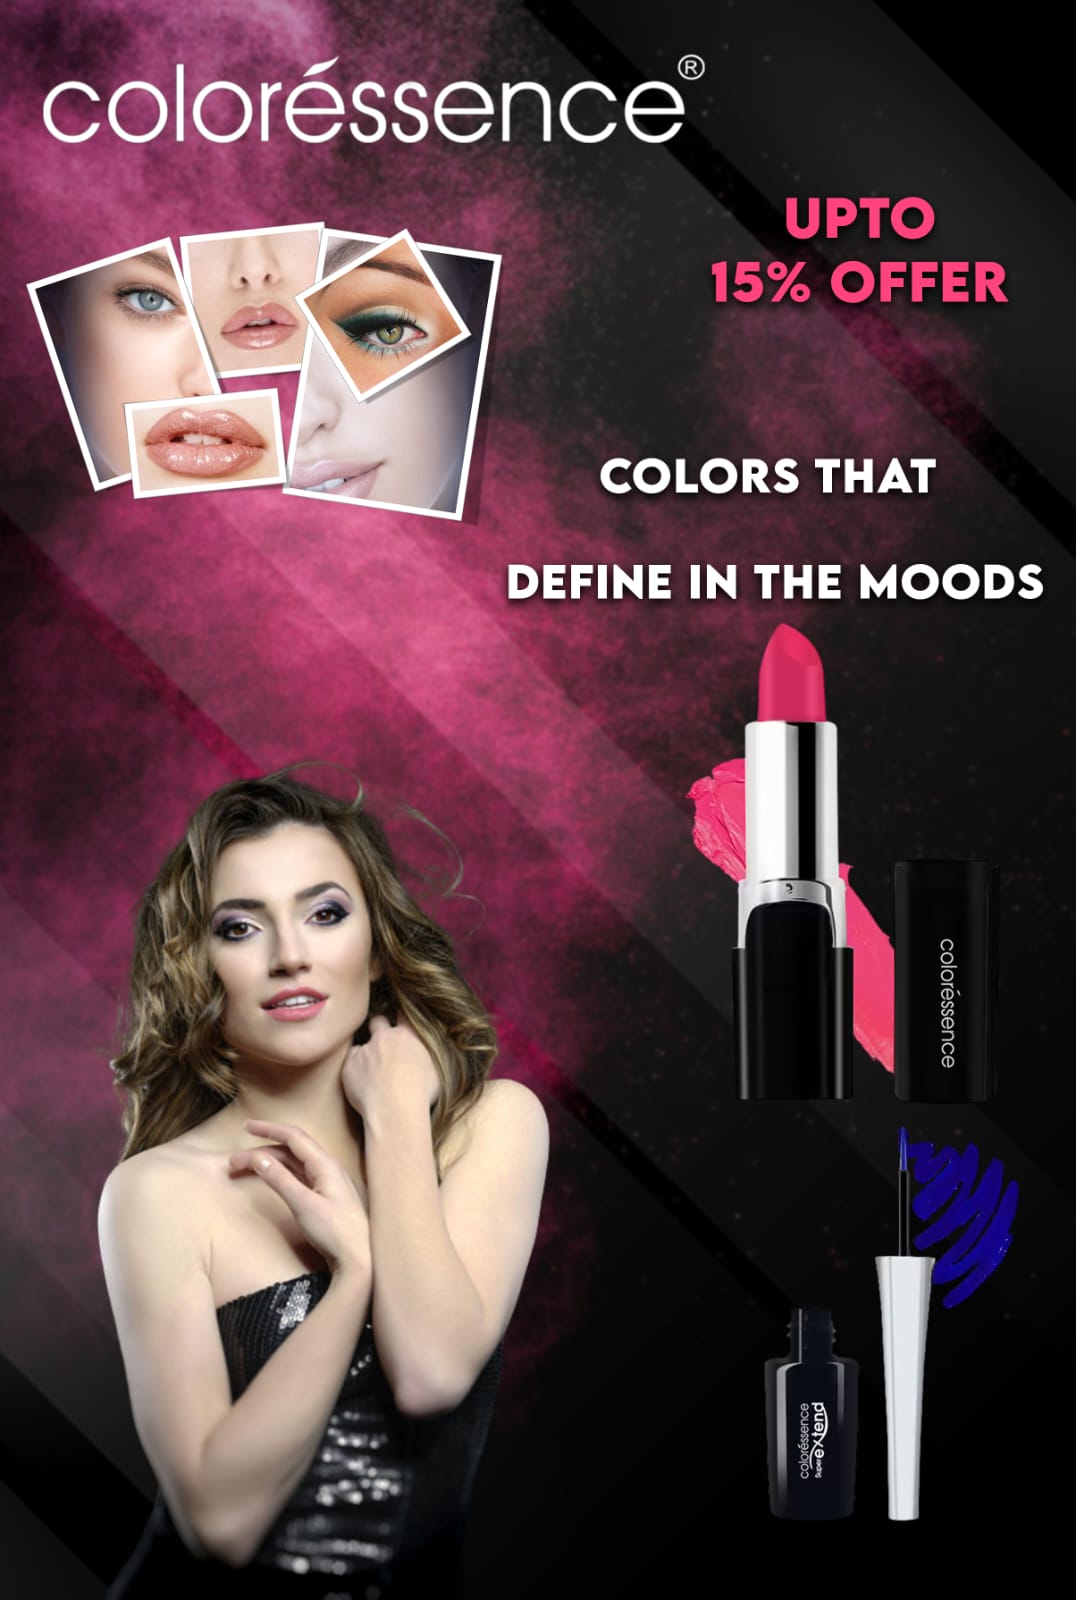 coloréssence®
UPTO
15% OFFER
COLORS THAT
DEFINE IN THE MOODS
coloréssence
coloréssence
Super extend